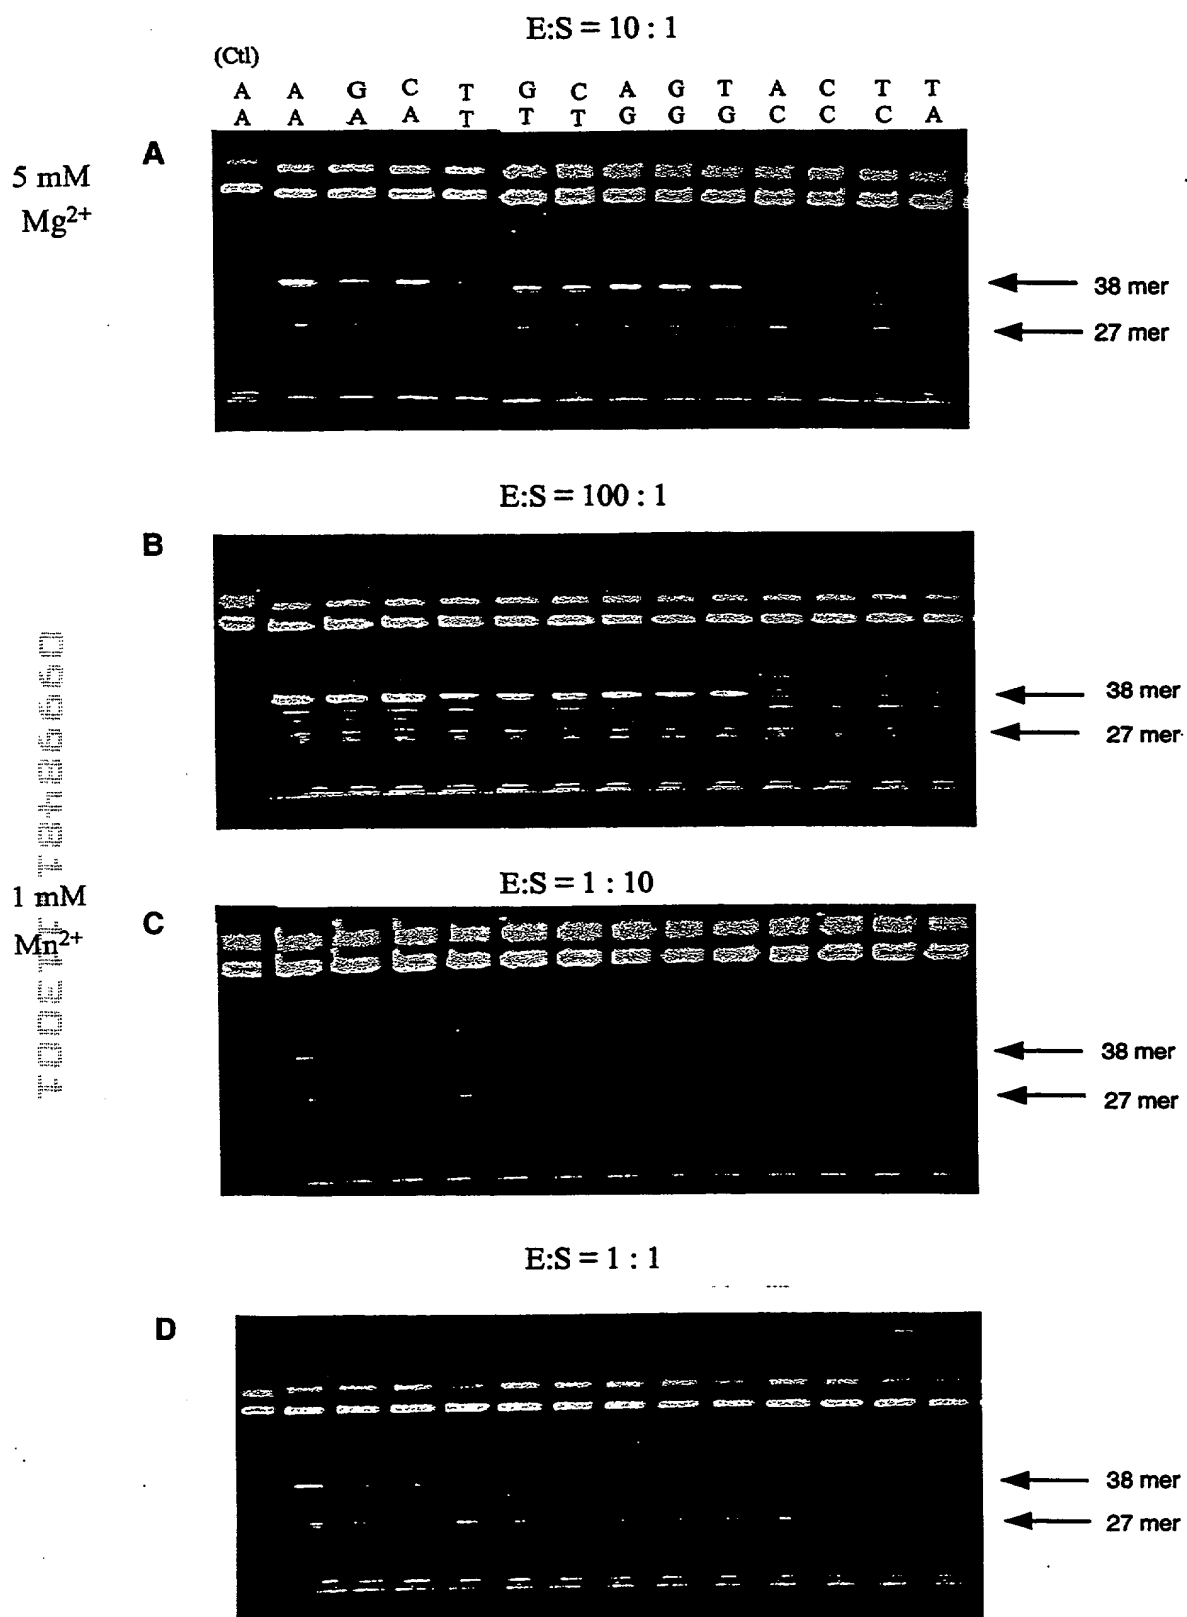 E:S = 10 : 1
(Ctl)
A A G C T G C A G T A C T T
A A A A T T T G G G C C C A
A
5 mM
Mg2+
38 mer
27 mer
E:S = 100 : 1
B
38 mer
27 mer
E:S = 1 : 10
1 mM
Mn2+
C
38 mer
27 mer
E:S = 1 : 1
D
38 mer
27 mer